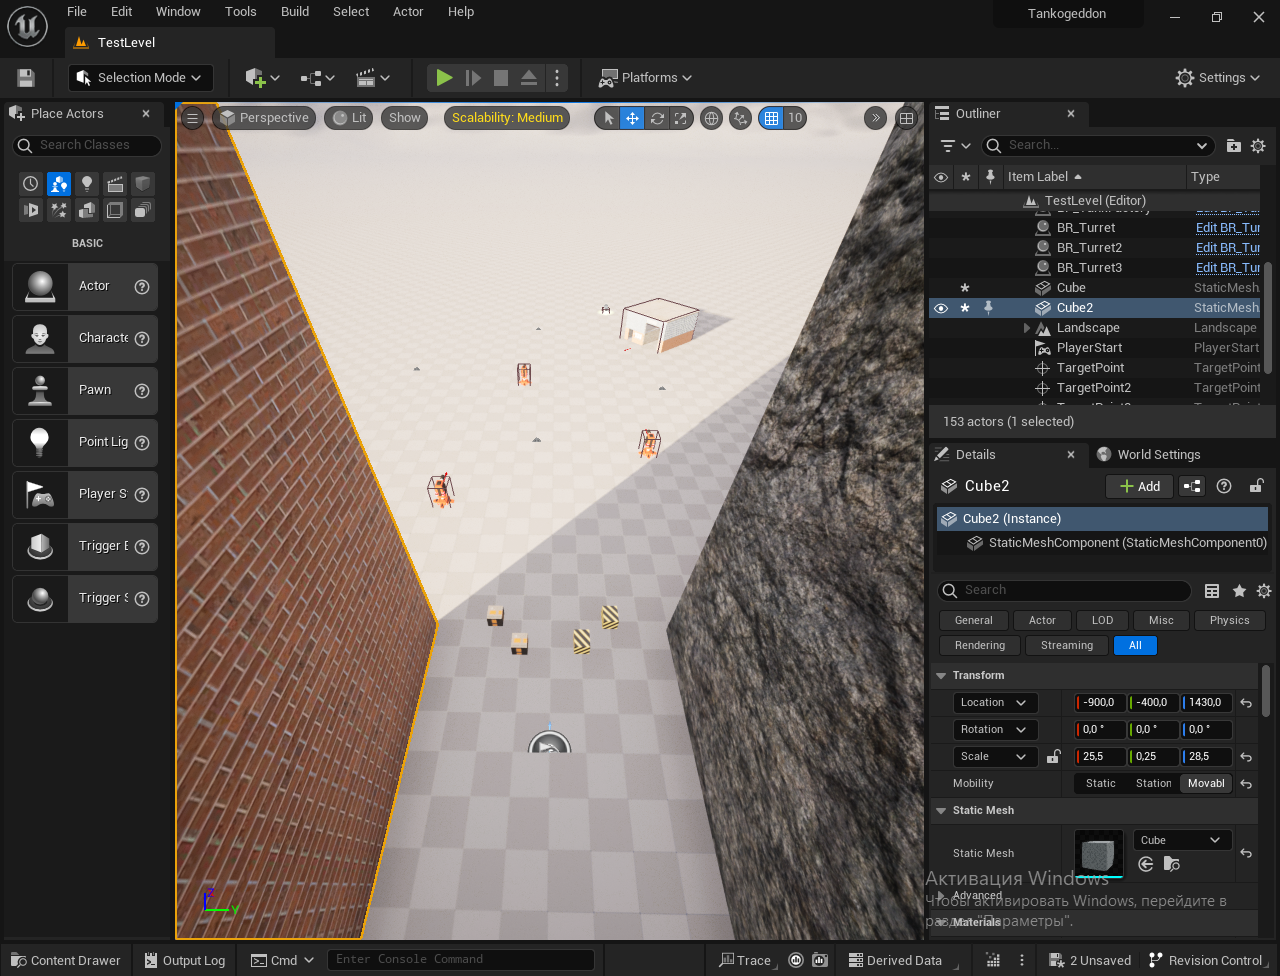 File Edit Window Tools Build Select Actor Help
Tankogeddon
TestLevel
Selection Mode
Platforms
Settings
Place Actors
Search Classes
BASIC
Actor
Characte
Pawn
Point Lig
Player S
Trigger B
Trigger S
Perspective Lit Show Scalability: Medium 10
Outliner
Search...
Item Label Type
TestLevel (Editor)
BR_Turret Edit BR_Tur
BR_Turret2 Edit BR_Tur
BR_Turret3 Edit BR_Tur
Cube StaticMesh
Cube2 StaticMesh
Landscape Landscape
PlayerStart PlayerStart
TargetPoint TargetPoint
TargetPoint2 TargetPoint
153 actors (1 selected)
Details World Settings
Cube2 Add
Cube2 (Instance)
StaticMeshComponent (StaticMeshComponent0)
Search
General Actor LOD Misc Physics
Rendering Streaming All
Transform
Location -900,0 -400,0 1430,0
Rotation 0,0 ° 0,0 ° 0,0 °
Scale 25,5 0,25 28,5
Mobility Static Station Movabl
Static Mesh
Static Mesh Cube
Активация Windows
Advanced
Чтобы активировать Windows, перейдите в
раздел "Параметры".
Materials
Z
Y
Content Drawer Output Log Cmd Enter Console Command Trace Derived Data 2 Unsaved Revision Control